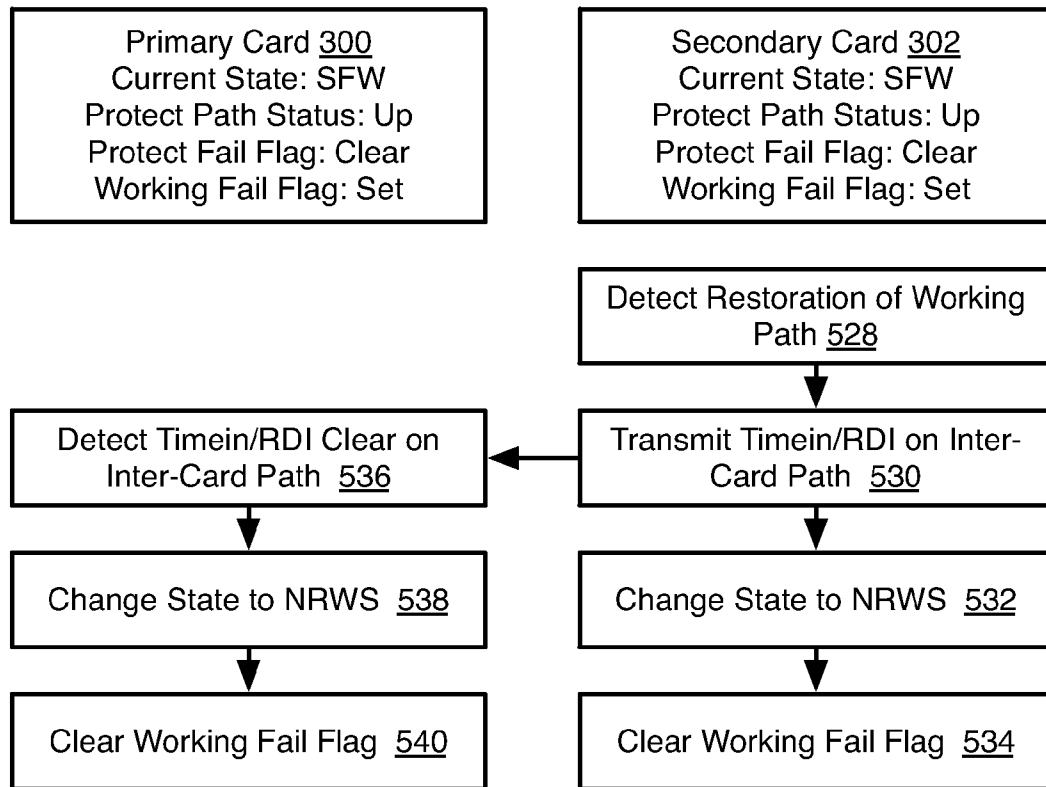 Primary Card 300
Current State: SFW
Protect Path Status: Up
Protect Fail Flag: Clear
Working Fail Flag: Set
Secondary Card 302
Current State: SFW
Protect Path Status: Up
Protect Fail Flag: Clear
Working Fail Flag: Set
Detect Restoration of Working
Path 528
Detect Timein/RDI Clear on
Inter-Card Path 536
Transmit Timein/RDI on Inter-
Card Path 530
Change State to NRWS 538
Change State to NRWS 532
Clear Working Fail Flag 540
Clear Working Fail Flag 534